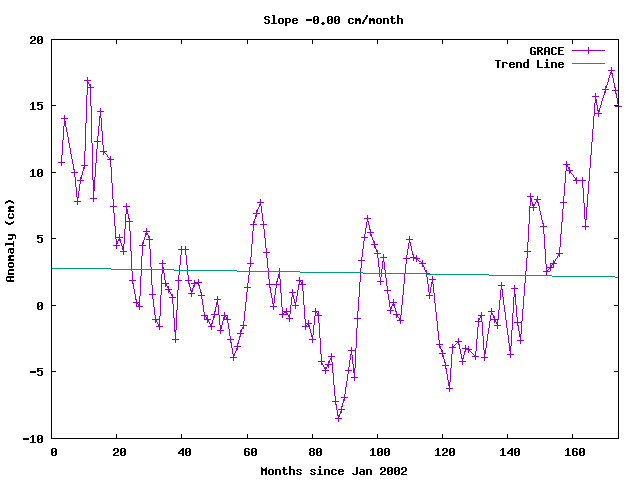 Slope -0.00 cm/month
20
15
10
5
0
-5
-10
Anomaly (cm)
GRACE
Trend Line
0 20 40 60 80 100 120 140 160
Months since Jan 2002